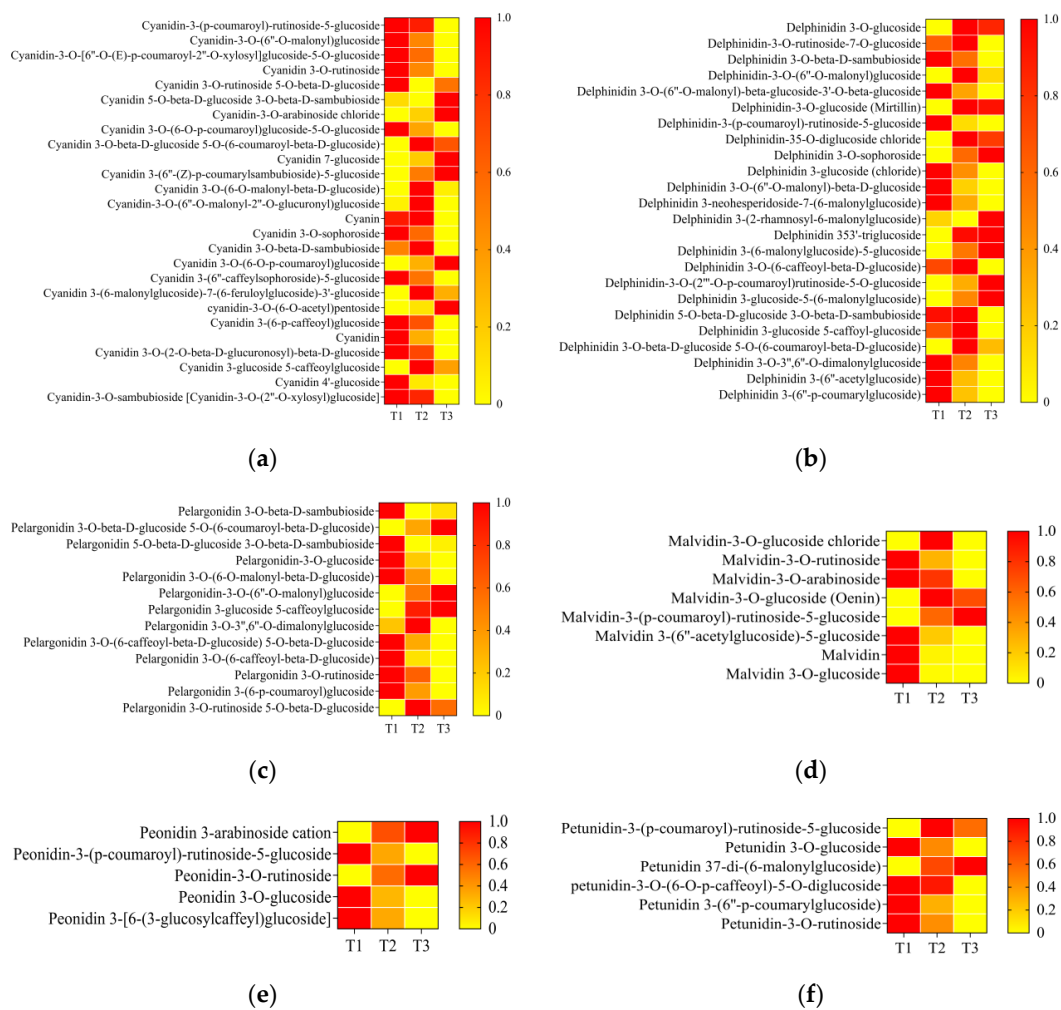 Cyanidin-3-(p-coumaroyl)-rutinoside-5-glucoside
Cyanidin-3-O-(6"-O-malonyl)glucoside
Cyanidin-3-O-[6"-O-(E)-p-coumaroyl-2"-O-xylosyl]glucoside-5-O-glucoside
Cyanidin 3-O-rutinoside
Cyanidin 3-O-rutinoside 5-O-beta-D-glucoside
Cyanidin 5-O-beta-D-glucoside 3-O-beta-D-sambubioside
Cyanidin-3-O-arabinoside chloride
Cyanidin 3-O-(6-O-p-coumaroyl)glucoside-5-O-glucoside
Cyanidin 3-O-beta-D-glucoside 5-O-(6-coumaroyl-beta-D-glucoside)
Cyanidin 7-glucoside
Cyanidin 3-(6"-(Z)-p-coumarylsambubioside)-5-glucoside
Cyanidin 3-O-(6-O-malonyl-beta-D-glucoside)
Cyanidin-3-O-(6"-O-malonyl-2"-O-glucuronyl)glucoside
Cyanin
Cyanidin 3-O-sophoroside
Cyanidin 3-O-beta-D-sambubioside
Cyanidin 3-O-(6-O-p-coumaroyl)glucoside
Cyanidin 3-(6"-caffeylsophoroside)-5-glucoside
Cyanidin 3-(6-malonylglucoside)-7-(6-feruloylglucoside)-3'-glucoside
cyanidin-3-O-(6-O-acetyl)pentoside
Cyanidin 3-(6-p-caffeoyl)glucoside
Cyanidin
Cyanidin 3-O-(2-O-beta-D-glucuronosyl)-beta-D-glucoside
Cyanidin 3-glucoside 5-caffeoylglucoside
Cyanidin 4'-glucoside
Cyanidin-3-O-sambubioside [Cyanidin-3-O-(2"-O-xylosyl)glucoside]
T1 T2 T3
1.0
0.8
0.6
0.4
0.2
0
(a)
Delphinidin 3-O-glucoside
Delphinidin-3-O-rutinoside-7-O-glucoside
Delphinidin 3-O-beta-D-sambubioside
Delphinidin-3-O-(6"-O-malonyl)glucoside
Delphinidin 3-O-(6"-O-malonyl)-beta-glucoside-3'-O-beta-glucoside
Delphinidin-3-O-glucoside (Mirtillin)
Delphinidin-3-(p-coumaroyl)-rutinoside-5-glucoside
Delphinidin-35-O-diglucoside chloride
Delphinidin 3-O-sophoroside
Delphinidin 3-glucoside (chloride)
Delphinidin 3-O-(6"-O-malonyl)-beta-D-glucoside
Delphinidin 3-neohesperidoside-7-(6-malonylglucoside)
Delphinidin 3-(2-rhamnosyl-6-malonylglucoside)
Delphinidin 353'-triglucoside
Delphinidin 3-(6-malonylglucoside)-5-glucoside
Delphinidin 3-O-(6-caffeoyl-beta-D-glucoside)
Delphinidin-3-O-(2'"-O-p-coumaroyl)rutinoside-5-O-glucoside
Delphinidin 3-glucoside-5-(6-malonylglucoside)
Delphinidin 5-O-beta-D-glucoside 3-O-beta-D-sambubioside
Delphinidin 3-glucoside 5-caffoyl-glucoside
Delphinidin 3-O-beta-D-glucoside 5-O-(6-coumaroyl-beta-D-glucoside)
Delphinidin 3-O-3",6"-O-dimalonylglucoside
Delphinidin 3-(6"-acetylglucoside)
Delphinidin 3-(6"-p-coumarylglucoside)
T1 T2 T3
1.0
0.8
0.6
0.4
0.2
0
(b)
Pelargonidin 3-O-beta-D-sambubioside
Pelargonidin 3-O-beta-D-glucoside 5-O-(6-coumaroyl-beta-D-glucoside)
Pelargonidin 5-O-beta-D-glucoside 3-O-beta-D-sambubioside
Pelargonidin-3-O-glucoside
Pelargonidin 3-O-(6-O-malonyl-beta-D-glucoside)
Pelargonidin-3-O-(6"-O-malonyl)glucoside
Pelargonidin 3-glucoside 5-caffeoylglucoside
Pelargonidin 3-O-3",6"-O-dimalonylglucoside
Pelargonidin 3-O-(6-caffeoyl-beta-D-glucoside) 5-O-beta-D-glucoside
Pelargonidin 3-O-(6-caffeoyl-beta-D-glucoside)
Pelargonidin 3-O-rutinoside
Pelargonidin 3-(6-p-coumaroyl)glucoside
Pelargonidin 3-O-rutinoside 5-O-beta-D-glucoside
T1 T2 T3
1.0
0.8
0.6
0.4
0.2
0
(c)
Malvidin-3-O-glucoside chloride
Malvidin-3-O-rutinoside
Malvidin-3-O-arabinoside
Malvidin-3-O-glucoside (Oenin)
Malvidin-3-(p-coumaroyl)-rutinoside-5-glucoside
Malvidin 3-(6"-acetylglucoside)-5-glucoside
Malvidin
Malvidin 3-O-glucoside
T1 T2 T3
1.0
0.8
0.6
0.4
0.2
0
(d)
Peonidin 3-arabinoside cation
Peonidin-3-(p-coumaroyl)-rutinoside-5-glucoside
Peonidin-3-O-rutinoside
Peonidin 3-O-glucoside
Peonidin 3-[6-(3-glucosylcaffeyl)glucoside]
T1 T2 T3
1.0
0.8
0.6
0.4
0.2
0
(e)
Petunidin-3-(p-coumaroyl)-rutinoside-5-glucoside
Petunidin 3-O-glucoside
Petunidin 37-di-(6-malonylglucoside)
petunidin-3-O-(6-O-p-caffeoyl)-5-O-diglucoside
Petunidin 3-(6"-p-coumarylglucoside)
Petunidin-3-O-rutinoside
T1 T2 T3
1.0
0.8
0.6
0.4
0.2
0
(f)